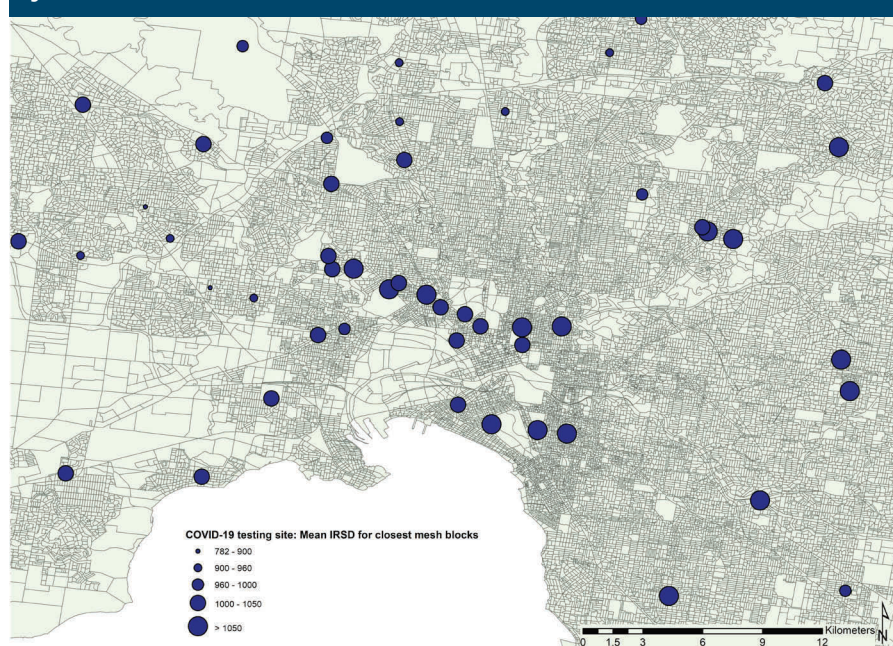 COVID-19 testing site: Mean IRSD for closest mesh blocks
782 - 900
900 - 960
960 - 1000
1000 - 1050
> 1050
Kilometers
0 1.5 3 6 9 12
N